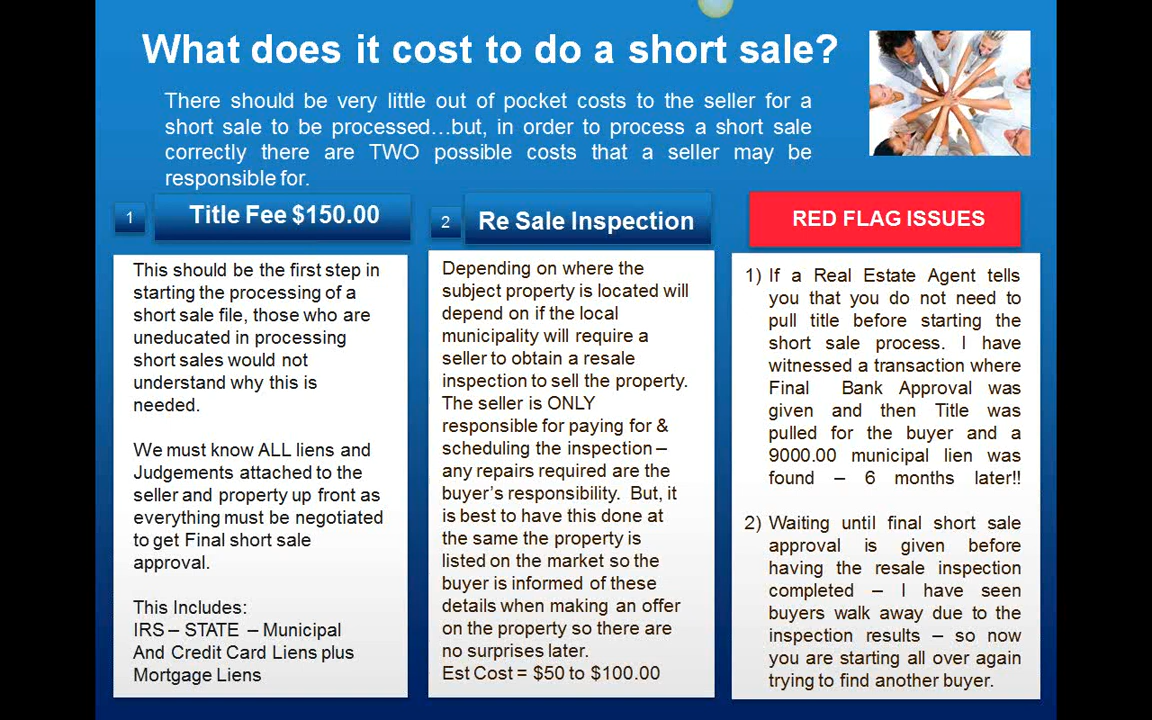 What does it cost to do a short sale?
There should be very little out of pocket costs to the seller for a
short sale to be processed…but, in order to process a short sale
correctly there are TWO possible costs that a seller may be
responsible for.
1
Title Fee $150.00
This should be the first step in
starting the processing of a
short sale file, those who are
uneducated in processing
short sales would not
understand why this is
needed.
We must know ALL liens and
Judgements attached to the
seller and property up front as
everything must be negotiated
to get Final short sale
approval.
This Includes:
IRS – STATE – Municipal
And Credit Card Liens plus
Mortgage Liens
2
Re Sale Inspection
Depending on where the
subject property is located will
depend on if the local
municipality will require a
seller to obtain a resale
inspection to sell the property.
The seller is ONLY
responsible for paying for &
scheduling the inspection –
any repairs required are the
buyer's responsibility. But, it
is best to have this done at
the same the property is
listed on the market so the
buyer is informed of these
details when making an offer
on the property so there are
no surprises later.
Est Cost = $50 to $100.00
RED FLAG ISSUES
1) If a Real Estate Agent tells
you that you do not need to
pull title before starting the
short sale process. I have
witnessed a transaction where
Final Bank Approval was
given and then Title was
pulled for the buyer and a
9000.00 municipal lien was
found – 6 months later!!
2) Waiting until final short sale
approval is given before
having the resale inspection
completed – I have seen
buyers walk away due to the
inspection results – so now
you are starting all over again
trying to find another buyer.